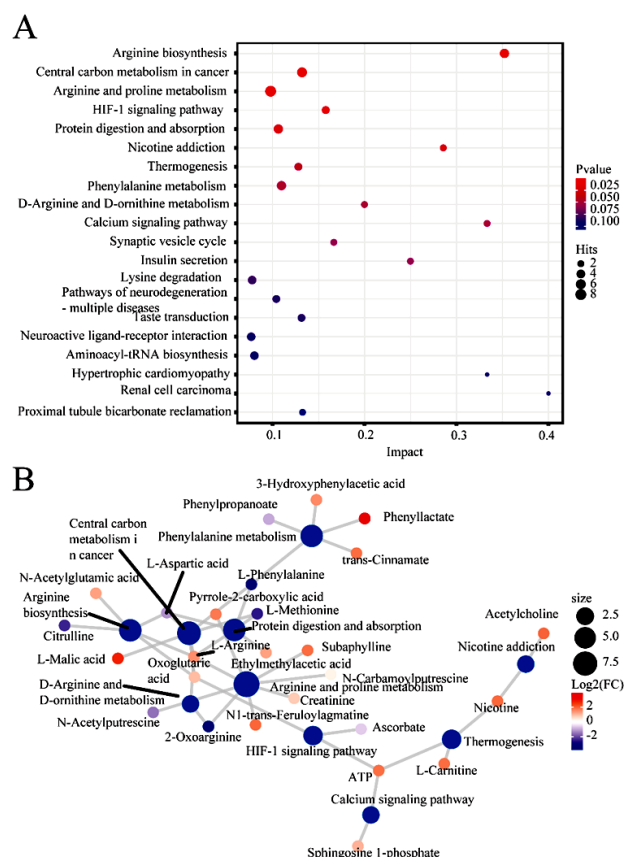 A
Arginine biosynthesis
Central carbon metabolism in cancer
Arginine and proline metabolism
HIF-1 signaling pathway
Protein digestion and absorption
Nicotine addiction
Thermogenesis
Phenylalanine metabolism
D-Arginine and D-ornithine metabolism
Calcium signaling pathway
Synaptic vesicle cycle
Insulin secretion
Lysine degradation
Pathways of neurodegeneration
- multiple diseases
Taste transduction
Neuroactive ligand-receptor interaction
Aminoacyl-tRNA biosynthesis
Hypertrophic cardiomyopathy
Renal cell carcinoma
Proximal tubule bicarbonate reclamation
0.1 0.2 0.3 0.4
Impact
Pvalue
0.025
0.050
0.075
0.100
Hits
2
4
6
8
B
3-Hydroxyphenylacetic acid
Phenylpropanoate
Phenyllactate
Central carbon
metabolism i
n cancer
Phenylalanine metabolism
trans-Cinnamate
L-Aspartic acid
L-Phenylalanine
N-Acetylglutamic acid
Pyrrole-2-carboxylic acid
Arginine
biosynthesis
L-Methionine
Citrulline
Protein digestion and absorption
L-Arginine
Subaphylline
L-Malic acid
Oxoglutaric
acid
Ethylmethylacetic acid
N-Carbamoylputrescine
D-Arginine and
D-ornithine metabolism
Arginine and proline metabolism
Creatinine
N-Acetylputrescine
N1-trans-Feruloylagmatine
2-Oxoarginine
Ascorbate
HIF-1 signaling pathway
Acetylcholine
Nicotine addiction
Nicotine
Thermogenesis
L-Carnitine
ATP
Calcium signaling pathway
Sphingosine 1-phosphate
size
2.5
5.0
7.5
Log2(FC)
2
0
-2